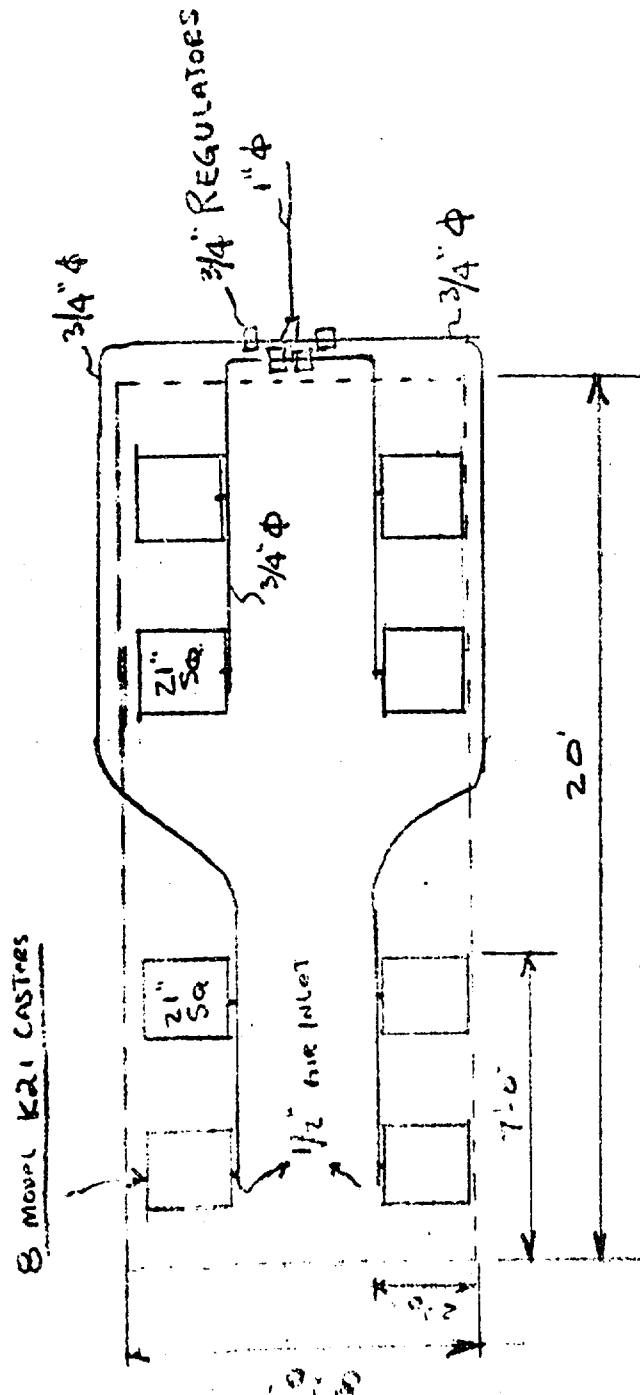 8 MODEL K21 CASTERS
3/4" ϕ
3/4" REGULATORS
1" ϕ
3/4" ϕ
3/4" ϕ
21"
SQ
21"
SQ
1/2" AIR INLET
7'-0"
20'